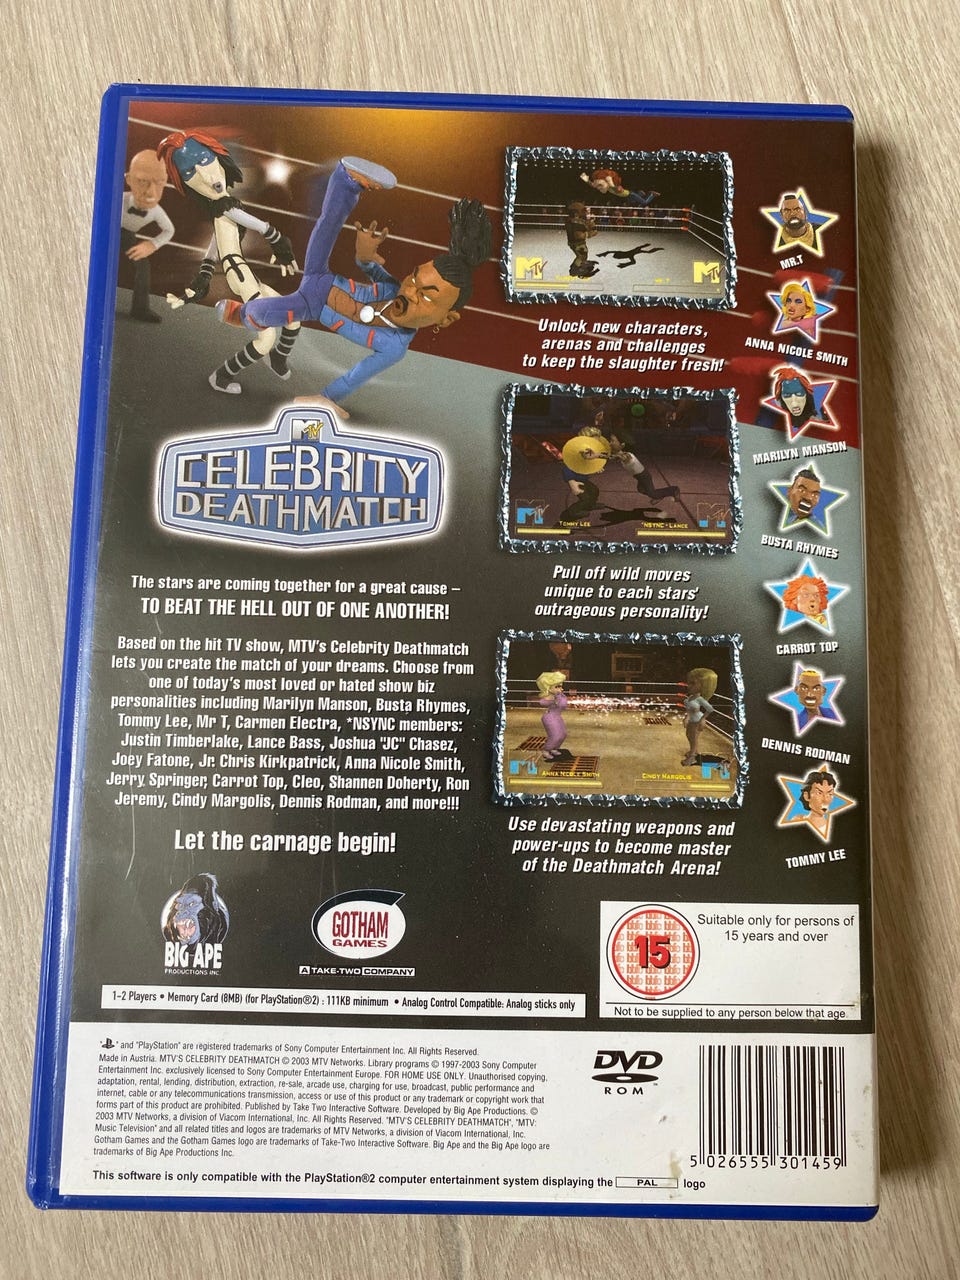 Unlock new characters,
arenas and challenges
to keep the slaughter fresh!
MR.T
ANNA NICOLE SMITH
MARILYN MANSON
BUSTA RHYMES
CARROT TOP
DENNIS RODMAN
TOMMY LEE
MTV
CELEBRITY
DEATHMATCH
TOMMY LEE
*NSYNC - LANCE
Pull off wild moves
unique to each stars'
outrageous personality!
The stars are coming together for a great cause –
TO BEAT THE HELL OUT OF ONE ANOTHER!
Based on the hit TV show, MTV's Celebrity Deathmatch
lets you create the match of your dreams. Choose from
one of today's most loved or hated show biz
personalities including Marilyn Manson, Busta Rhymes,
Tommy Lee, Mr T, Carmen Electra, *NSYNC members:
Justin Timberlake, Lance Bass, Joshua "JC" Chasez,
Joey Fatone, Jr. Chris Kirkpatrick, Anna Nicole Smith,
Jerry Springer, Carrot Top, Cleo, Shannen Doherty, Ron
Jeremy, Cindy Margolis, Dennis Rodman, and more!!!
Let the carnage begin!
ANNA NICOLE SMITH
CINDY MARGOLIS
Use devastating weapons and
power-ups to become master
of the Deathmatch Arena!
BIG APE
PRODUCTIONS INC.
GOTHAM
GAMES
A TAKE-TWO COMPANY
15
Suitable only for persons of
15 years and over
Not to be supplied to any person below that age
1-2 Players • Memory Card (8MB) (for PlayStation®2) : 111KB minimum • Analog Control Compatible: Analog sticks only
" and "PlayStation" are registered trademarks of Sony Computer Entertainment Inc. All Rights Reserved.
Made in Austria. MTV'S CELEBRITY DEATHMATCH © 2003 MTV Networks. Library programs © 1997-2003 Sony Computer
Entertainment Inc. exclusively licensed to Sony Computer Entertainment Europe. FOR HOME USE ONLY. Unauthorised copying,
adaptation, rental, lending, distribution, extraction, re-sale, arcade use, charging for use, broadcast, public performance and
internet, cable or any telecommunications transmission, access or use of this product or any trademark or copyright work that
forms part of this product are prohibited. Published by Take Two Interactive Software. Developed by Big Ape Productions. ©
2003 MTV Networks, a division of Viacom International, Inc. All Rights Reserved. "MTV'S CELEBRITY DEATHMATCH", "MTV:
Music Television" and all related titles and logos are trademarks of MTV Networks, a division of Viacom International, Inc.
Gotham Games and the Gotham Games logo are trademarks of Take-Two Interactive Software. Big Ape and the Big Ape logo are
trademarks of Big Ape Productions Inc.
This software is only compatible with the PlayStation®2 computer entertainment system displaying the PAL logo
DVD
ROM
5 026555 301459